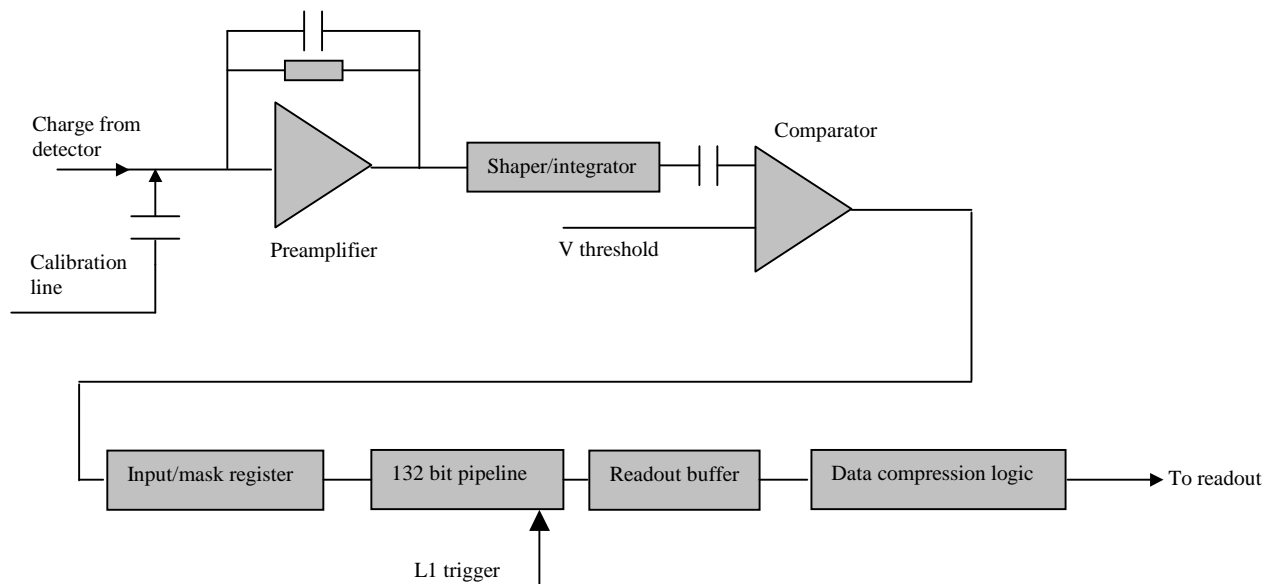 Charge from
detector
Comparator
Shaper/integrator
Preamplifier
V threshold
Calibration
line
Input/mask register
132 bit pipeline
Readout buffer
Data compression logic
To readout
L1 trigger